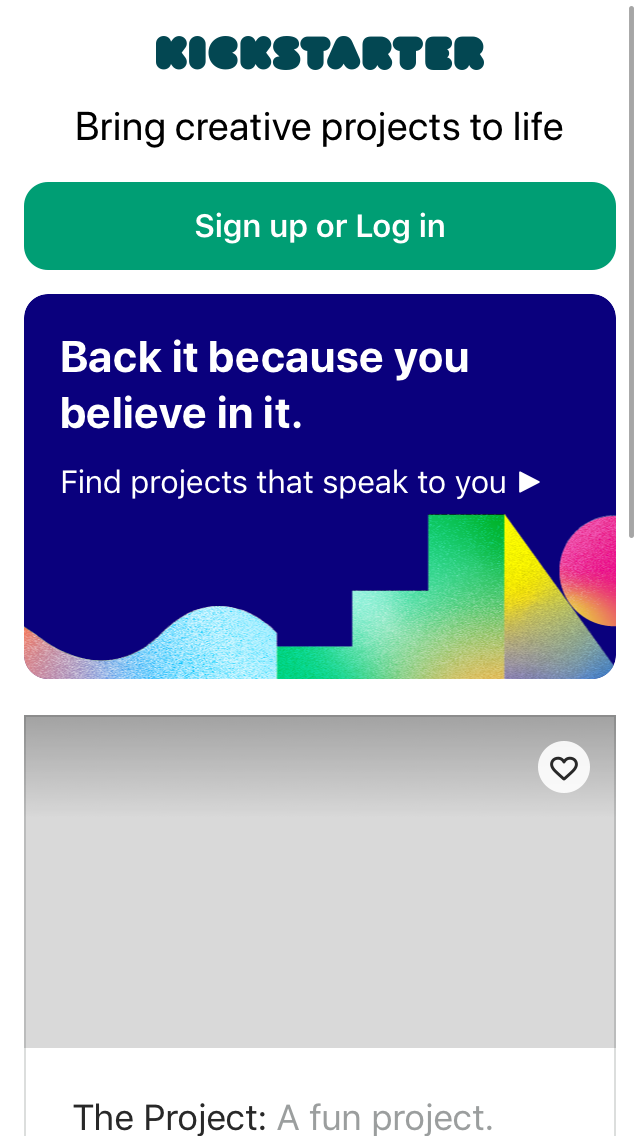 KICKSTARTER
Bring creative projects to life
Sign up or Log in
Back it because you
believe in it.
Find projects that speak to you ▶
The Project: A fun project.